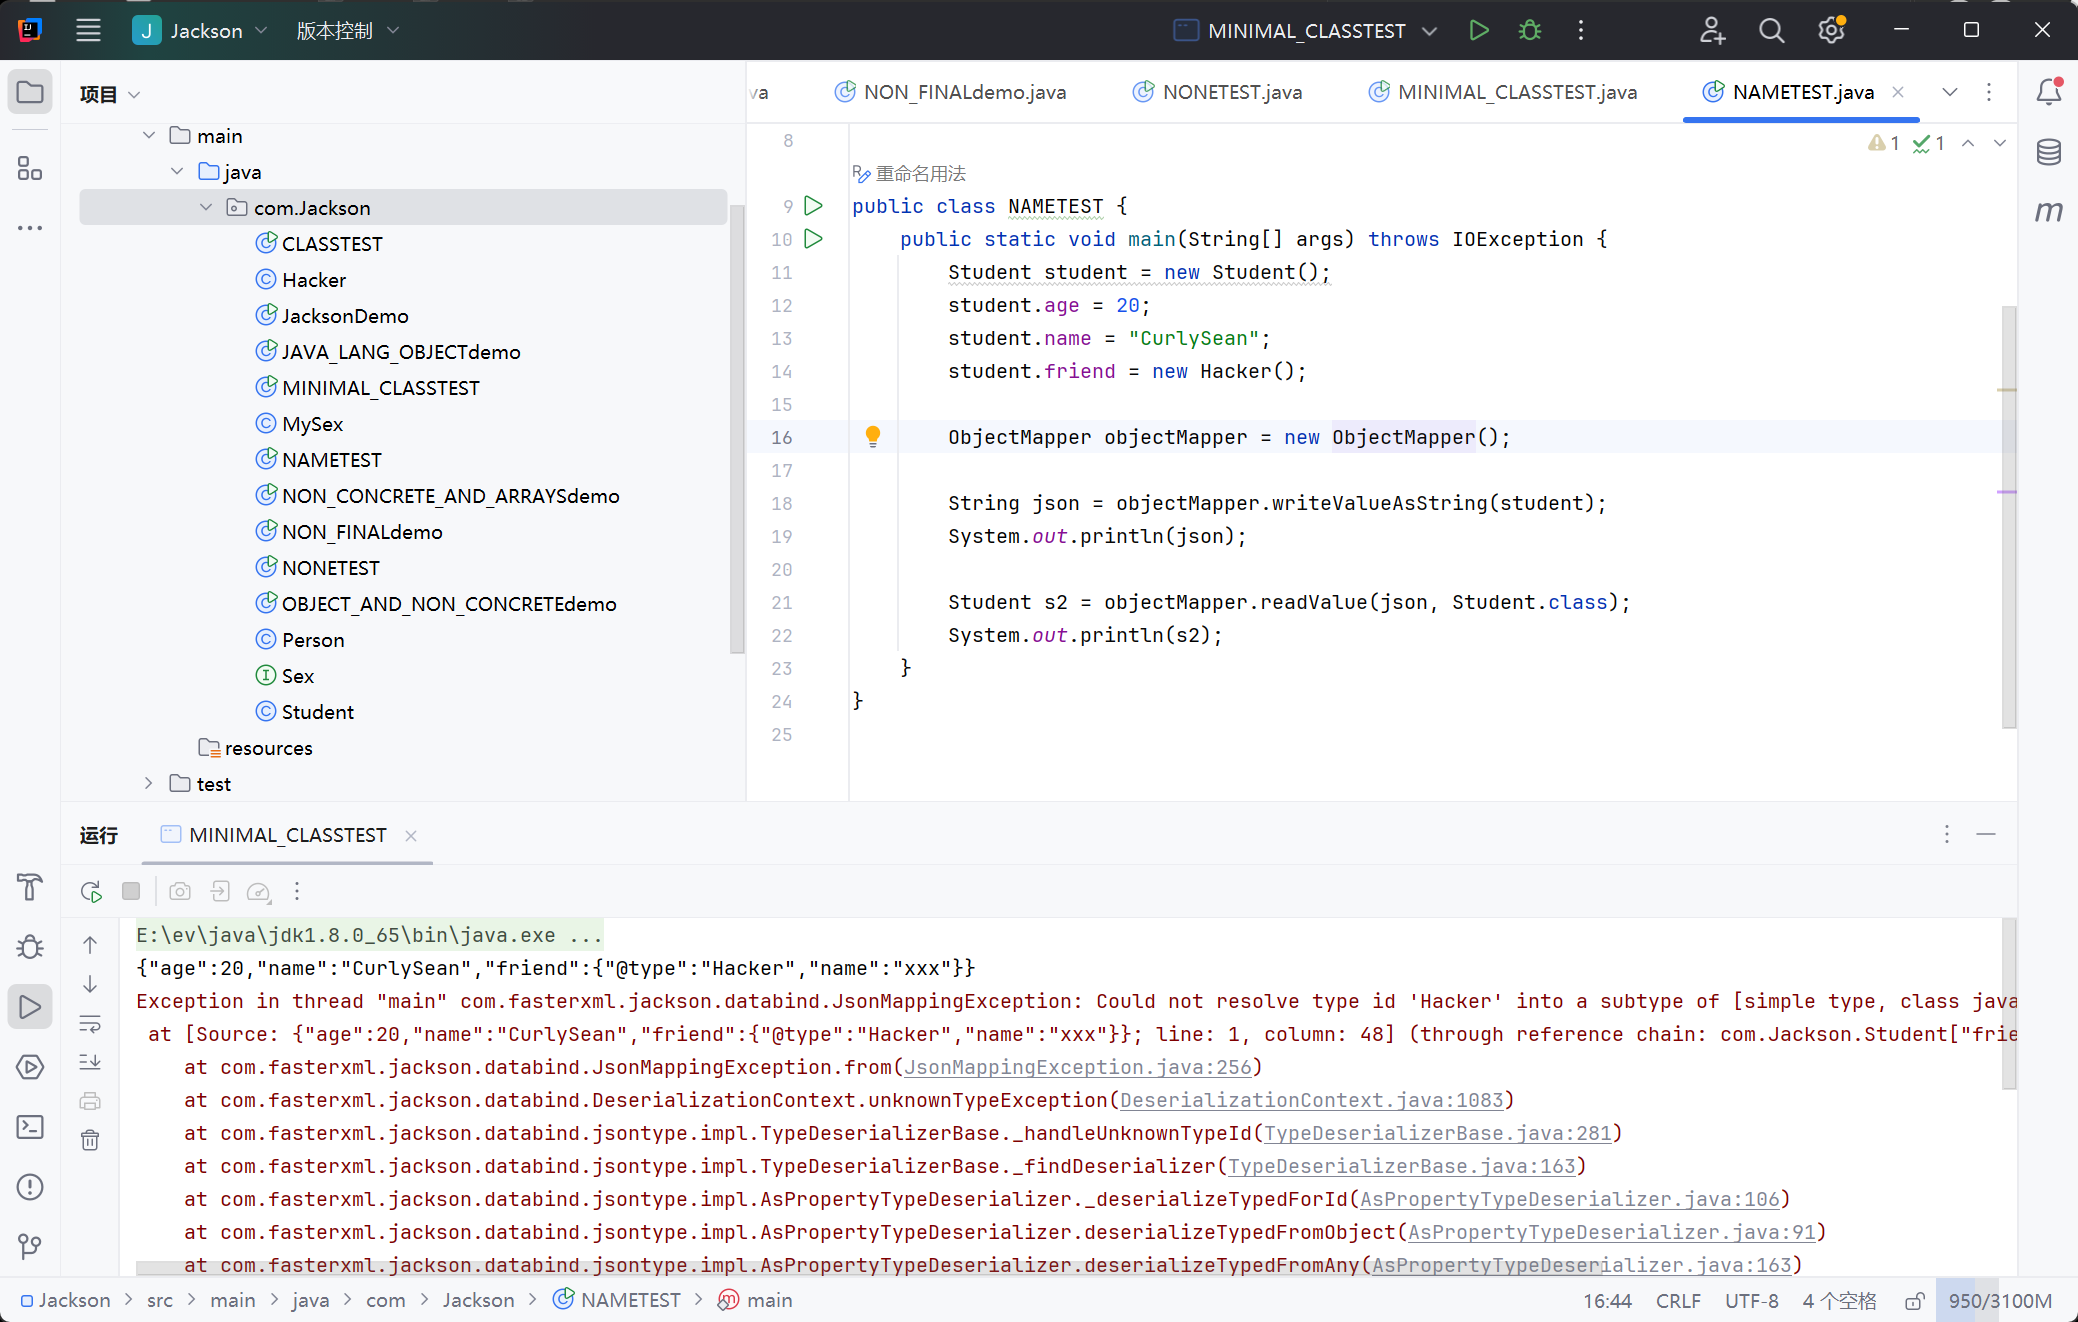 J Jackson 版本控制 MINIMAL_CLASSTEST
项目
va NON_FINALdemo.java NONETEST.java MINIMAL_CLASSTEST.java NAMETEST.java
main
java
com.Jackson
CLASSTEST
Hacker
JacksonDemo
JAVA_LANG_OBJECTdemo
MINIMAL_CLASSTEST
MySex
NAMETEST
NON_CONCRETE_AND_ARRAYSdemo
NON_FINALdemo
NONETEST
OBJECT_AND_NON_CONCRETEdemo
Person
Sex
Student
resources
test
1 1
8
重命名用法
9 public class NAMETEST {
10 public static void main(String[] args) throws IOException {
11 Student student = new Student();
12 student.age = 20;
13 student.name = "CurlySean";
14 student.friend = new Hacker();
15
16 ObjectMapper objectMapper = new ObjectMapper();
17
18 String json = objectMapper.writeValueAsString(student);
19 System.out.println(json);
20
21 Student s2 = objectMapper.readValue(json, Student.class);
22 System.out.println(s2);
23 }
24 }
25
运行 MINIMAL_CLASSTEST
E:\ev\java\jdk1.8.0_65\bin\java.exe ...
{"age":20,"name":"CurlySean","friend":{"@type":"Hacker","name":"xxx"}}
Exception in thread "main" com.fasterxml.jackson.databind.JsonMappingException: Could not resolve type id 'Hacker' into a subtype of [simple type, class java
at [Source: {"age":20,"name":"CurlySean","friend":{"@type":"Hacker","name":"xxx"}}; line: 1, column: 48] (through reference chain: com.Jackson.Student["frie
at com.fasterxml.jackson.databind.JsonMappingException.from(JsonMappingException.java:256)
at com.fasterxml.jackson.databind.DeserializationContext.unknownTypeException(DeserializationContext.java:1083)
at com.fasterxml.jackson.databind.jsontype.impl.TypeDeserializerBase._handleUnknownTypeId(TypeDeserializerBase.java:281)
at com.fasterxml.jackson.databind.jsontype.impl.TypeDeserializerBase._findDeserializer(TypeDeserializerBase.java:163)
at com.fasterxml.jackson.databind.jsontype.impl.AsPropertyTypeDeserializer._deserializeTypedForId(AsPropertyTypeDeserializer.java:106)
at com.fasterxml.jackson.databind.jsontype.impl.AsPropertyTypeDeserializer.deserializeTypedFromObject(AsPropertyTypeDeserializer.java:91)
at com.fasterxml.jackson.databind.jsontype.impl.AsPropertyTypeDeserializer.deserializeTypedFromAny(AsPropertyTypeDeserializer.java:163)
Jackson > src > main > java > com > Jackson > NAMETEST > main 16:44 CRLF UTF-8 4 个空格 950/3100M